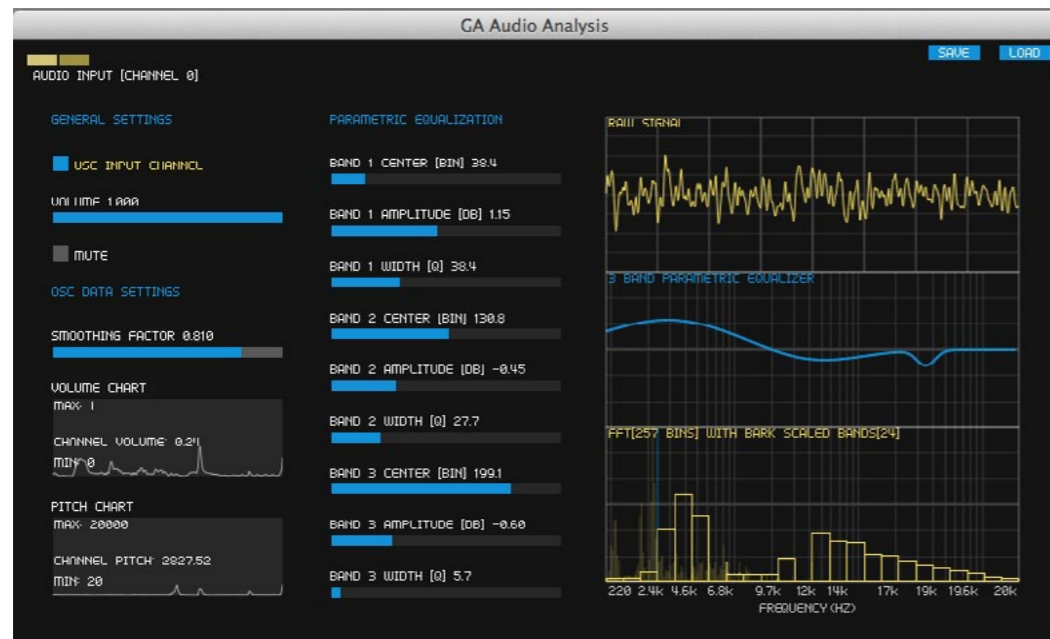 GA Audio Analysis
SAVE LOAD
AUDIO INPUT [CHANNEL 0]
GENERAL SETTINGS
USC INPUT CHANNEL
VOLUME 1.000
MUTE
OSC DATA SETTINGS
SMOOTHING FACTOR 0.810
VOLUME CHART
MAX: 1
CHANNEL VOLUME: 0.24
MIN: 0
PITCH CHART
MAX: 20000
CHANNEL PITCH: 2827.52
MIN: 20
PARAMETRIC EQUALIZATION
BAND 1 CENTER [BIN] 38.4
BAND 1 AMPLITUDE [DB] 1.15
BAND 1 WIDTH [Q] 38.4
BAND 2 CENTER [BIN] 130.8
BAND 2 AMPLITUDE [DB] -0.45
BAND 2 WIDTH [Q] 27.7
BAND 3 CENTER [BIN] 199.1
BAND 3 AMPLITUDE [DB] -0.60
BAND 3 WIDTH [Q] 5.7
RAW SIGNAL
3 BAND PARAMETRIC EQUALIZER
FFT[257 BINS] WITH BARK SCALED BANDS[24]
220 2.4k 4.6k 6.8k 9.7k 12k 14k 17k 19k 19.6k 20k
FREQUENCY (HZ)